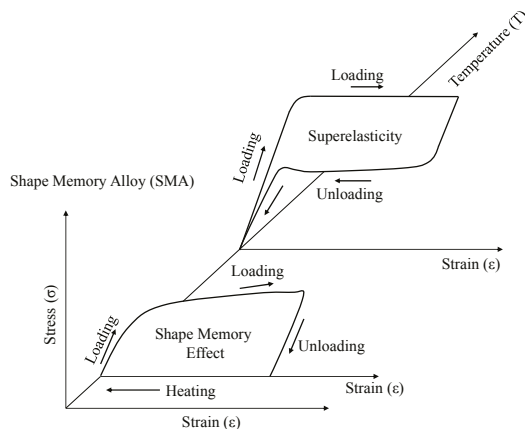 Temperature (T)
Loading
Loading
Superelasticity
Unloading
Shape Memory Alloy (SMA)
Strain (ε)
Stress (σ)
Loading
Loading
Shape Memory
Effect
Unloading
Heating
Strain (ε)
Strain (ε)